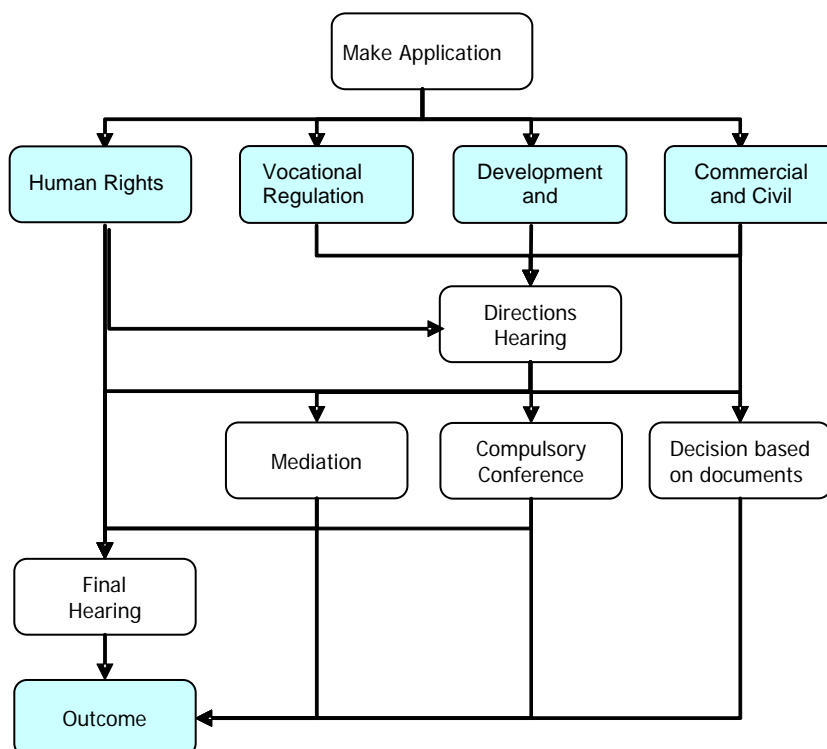 Make Application
Human Rights
Vocational
Regulation
Development
and
Commercial
and Civil
Directions
Hearing
Mediation
Compulsory
Conference
Decision based
on documents
Final
Hearing
Outcome